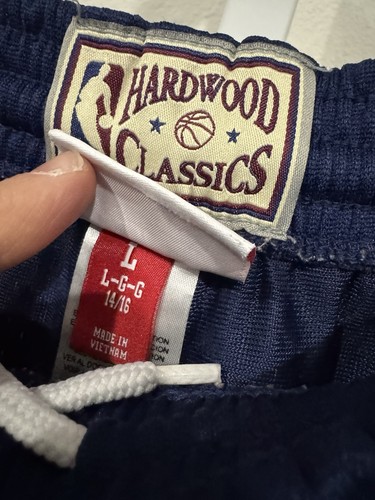 HARDWOOD
CLASSICS
L
L-G-G
14/16
MADE IN
VIETNAM